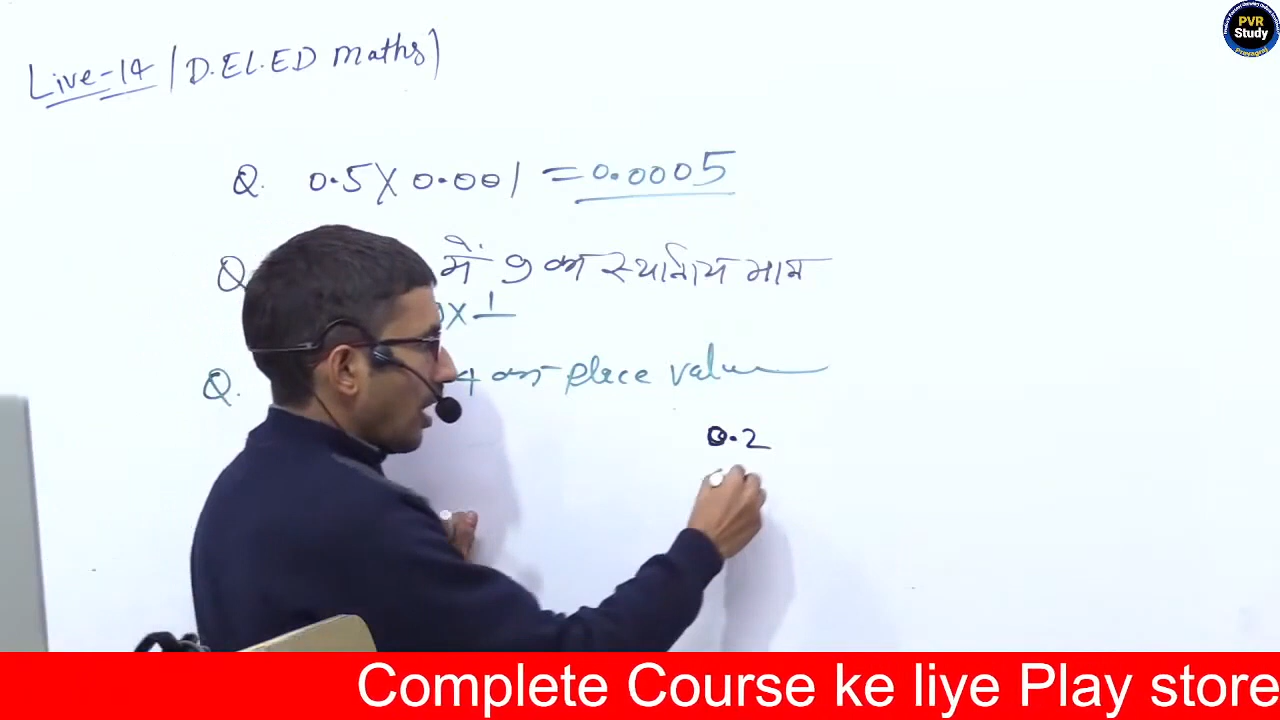 Live-14 / D.EL.ED Maths)
PVR
Study
Prayagraj
Q. 0.5 X 0.001 = 0.0005
Q में 9 का स्थानिय मान
X 1
Q. 4 का place value
0.2
Complete Course ke liye Play store